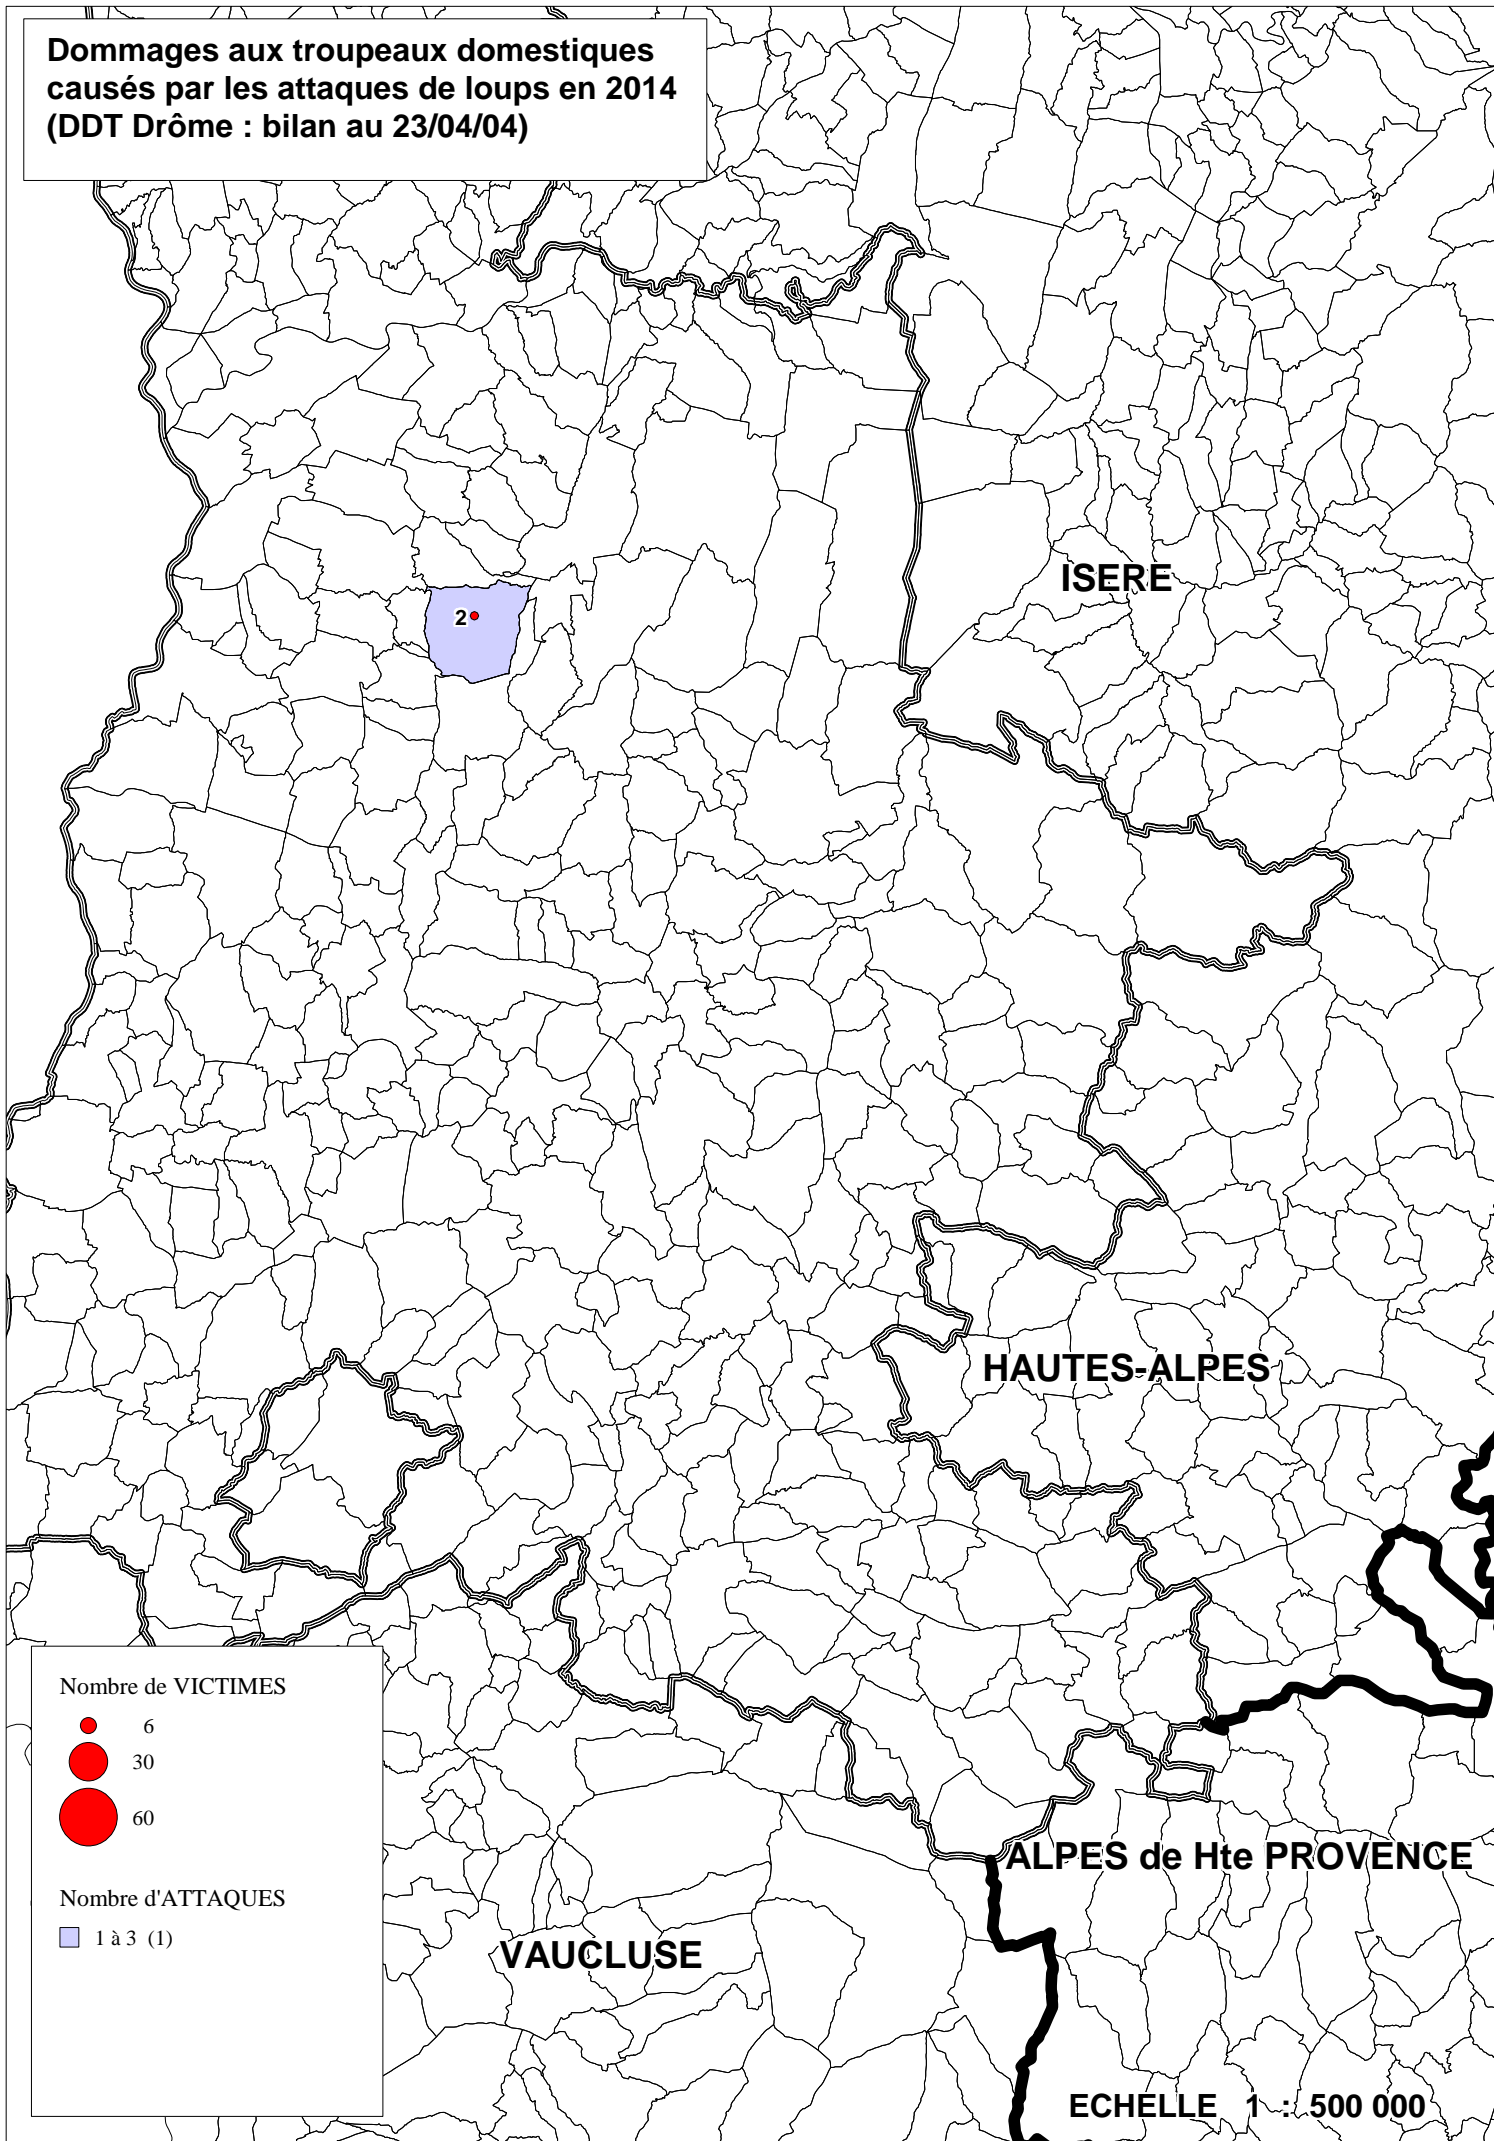 Dommages aux troupeaux domestiques
causés par les attaques de loups en 2014
(DDT Drôme : bilan au 23/04/04)
ISERE
2
HAUTES-ALPES
Nombre de VICTIMES
6
30
60
Nombre d'ATTAQUES
1 à 3 (1)
ALPES de Hte PROVENCE
VAUCLUSE
ECHELLE 1 : 500 000